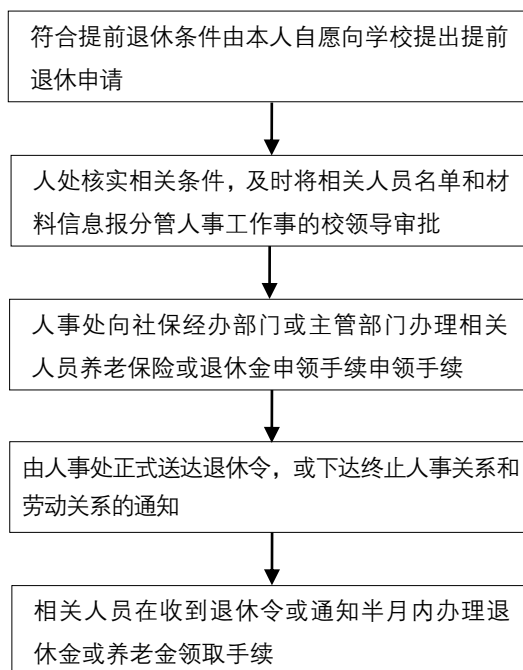 符合提前退休条件由本人自愿向学校提出提前
退休申请
人处核实相关条件，及时将相关人员名单和材
料信息报分管人事工作事的校领导审批
人事处向社保经办部门或主管部门办理相关
人员养老保险或退休金申领手续申领手续
由人事处正式送达退休令，或下达终止人事关系和
劳动关系的通知
相关人员在收到退休令或通知半月内办理退
休金或养老金领取手续